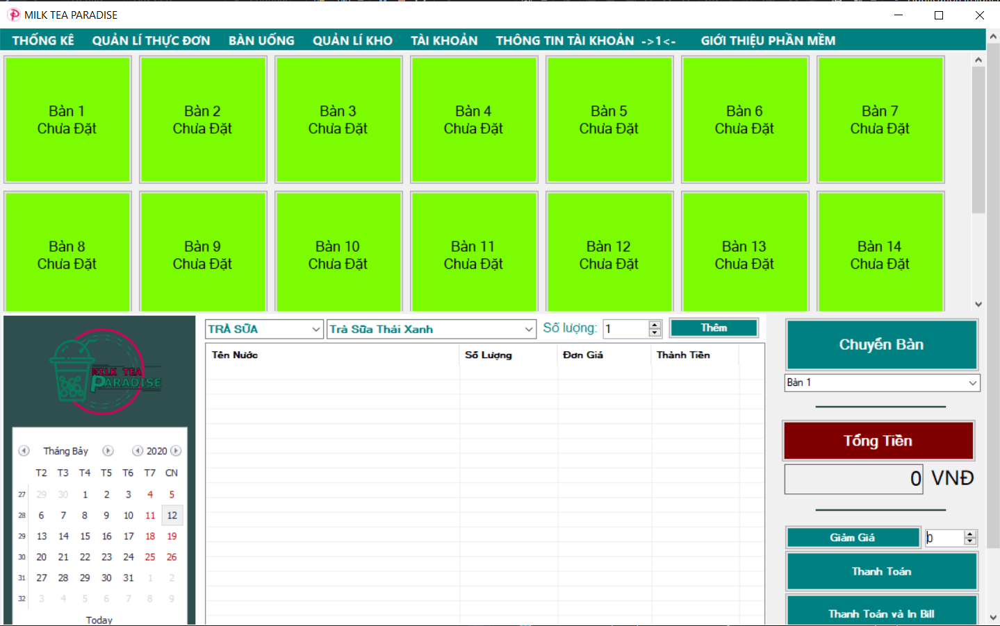 MILK TEA PARADISE
THỐNG KÊ QUẢN LÍ THỰC ĐƠN BÀN UỐNG QUẢN LÍ KHO TÀI KHOẢN THÔNG TIN TÀI KHOẢN ->1<- GIỚI THIỆU PHẦN MỀM
Bàn 1
Chưa Đặt
Bàn 2
Chưa Đặt
Bàn 3
Chưa Đặt
Bàn 4
Chưa Đặt
Bàn 5
Chưa Đặt
Bàn 6
Chưa Đặt
Bàn 7
Chưa Đặt
Bàn 8
Chưa Đặt
Bàn 9
Chưa Đặt
Bàn 10
Chưa Đặt
Bàn 11
Chưa Đặt
Bàn 12
Chưa Đặt
Bàn 13
Chưa Đặt
Bàn 14
Chưa Đặt
MILK TEA
PARADISE
Tháng Bảy 2020
T2 T3 T4 T5 T6 T7 CN
27 29 30 1 2 3 4 5
28 6 7 8 9 10 11 12
29 13 14 15 16 17 18 19
30 20 21 22 23 24 25 26
31 27 28 29 30 31 1 2
32 3 4 5 6 7 8 9
Today
TRÀ SỮA Trà Sữa Thái Xanh Số lượng: 1 Thêm
Tên Nước Số Lượng Đơn Giá Thành Tiền
Chuyển Bàn
Bàn 1
Tổng Tiền
0 VNĐ
Giảm Giá 0
Thanh Toán
Thanh Toán và In Bill